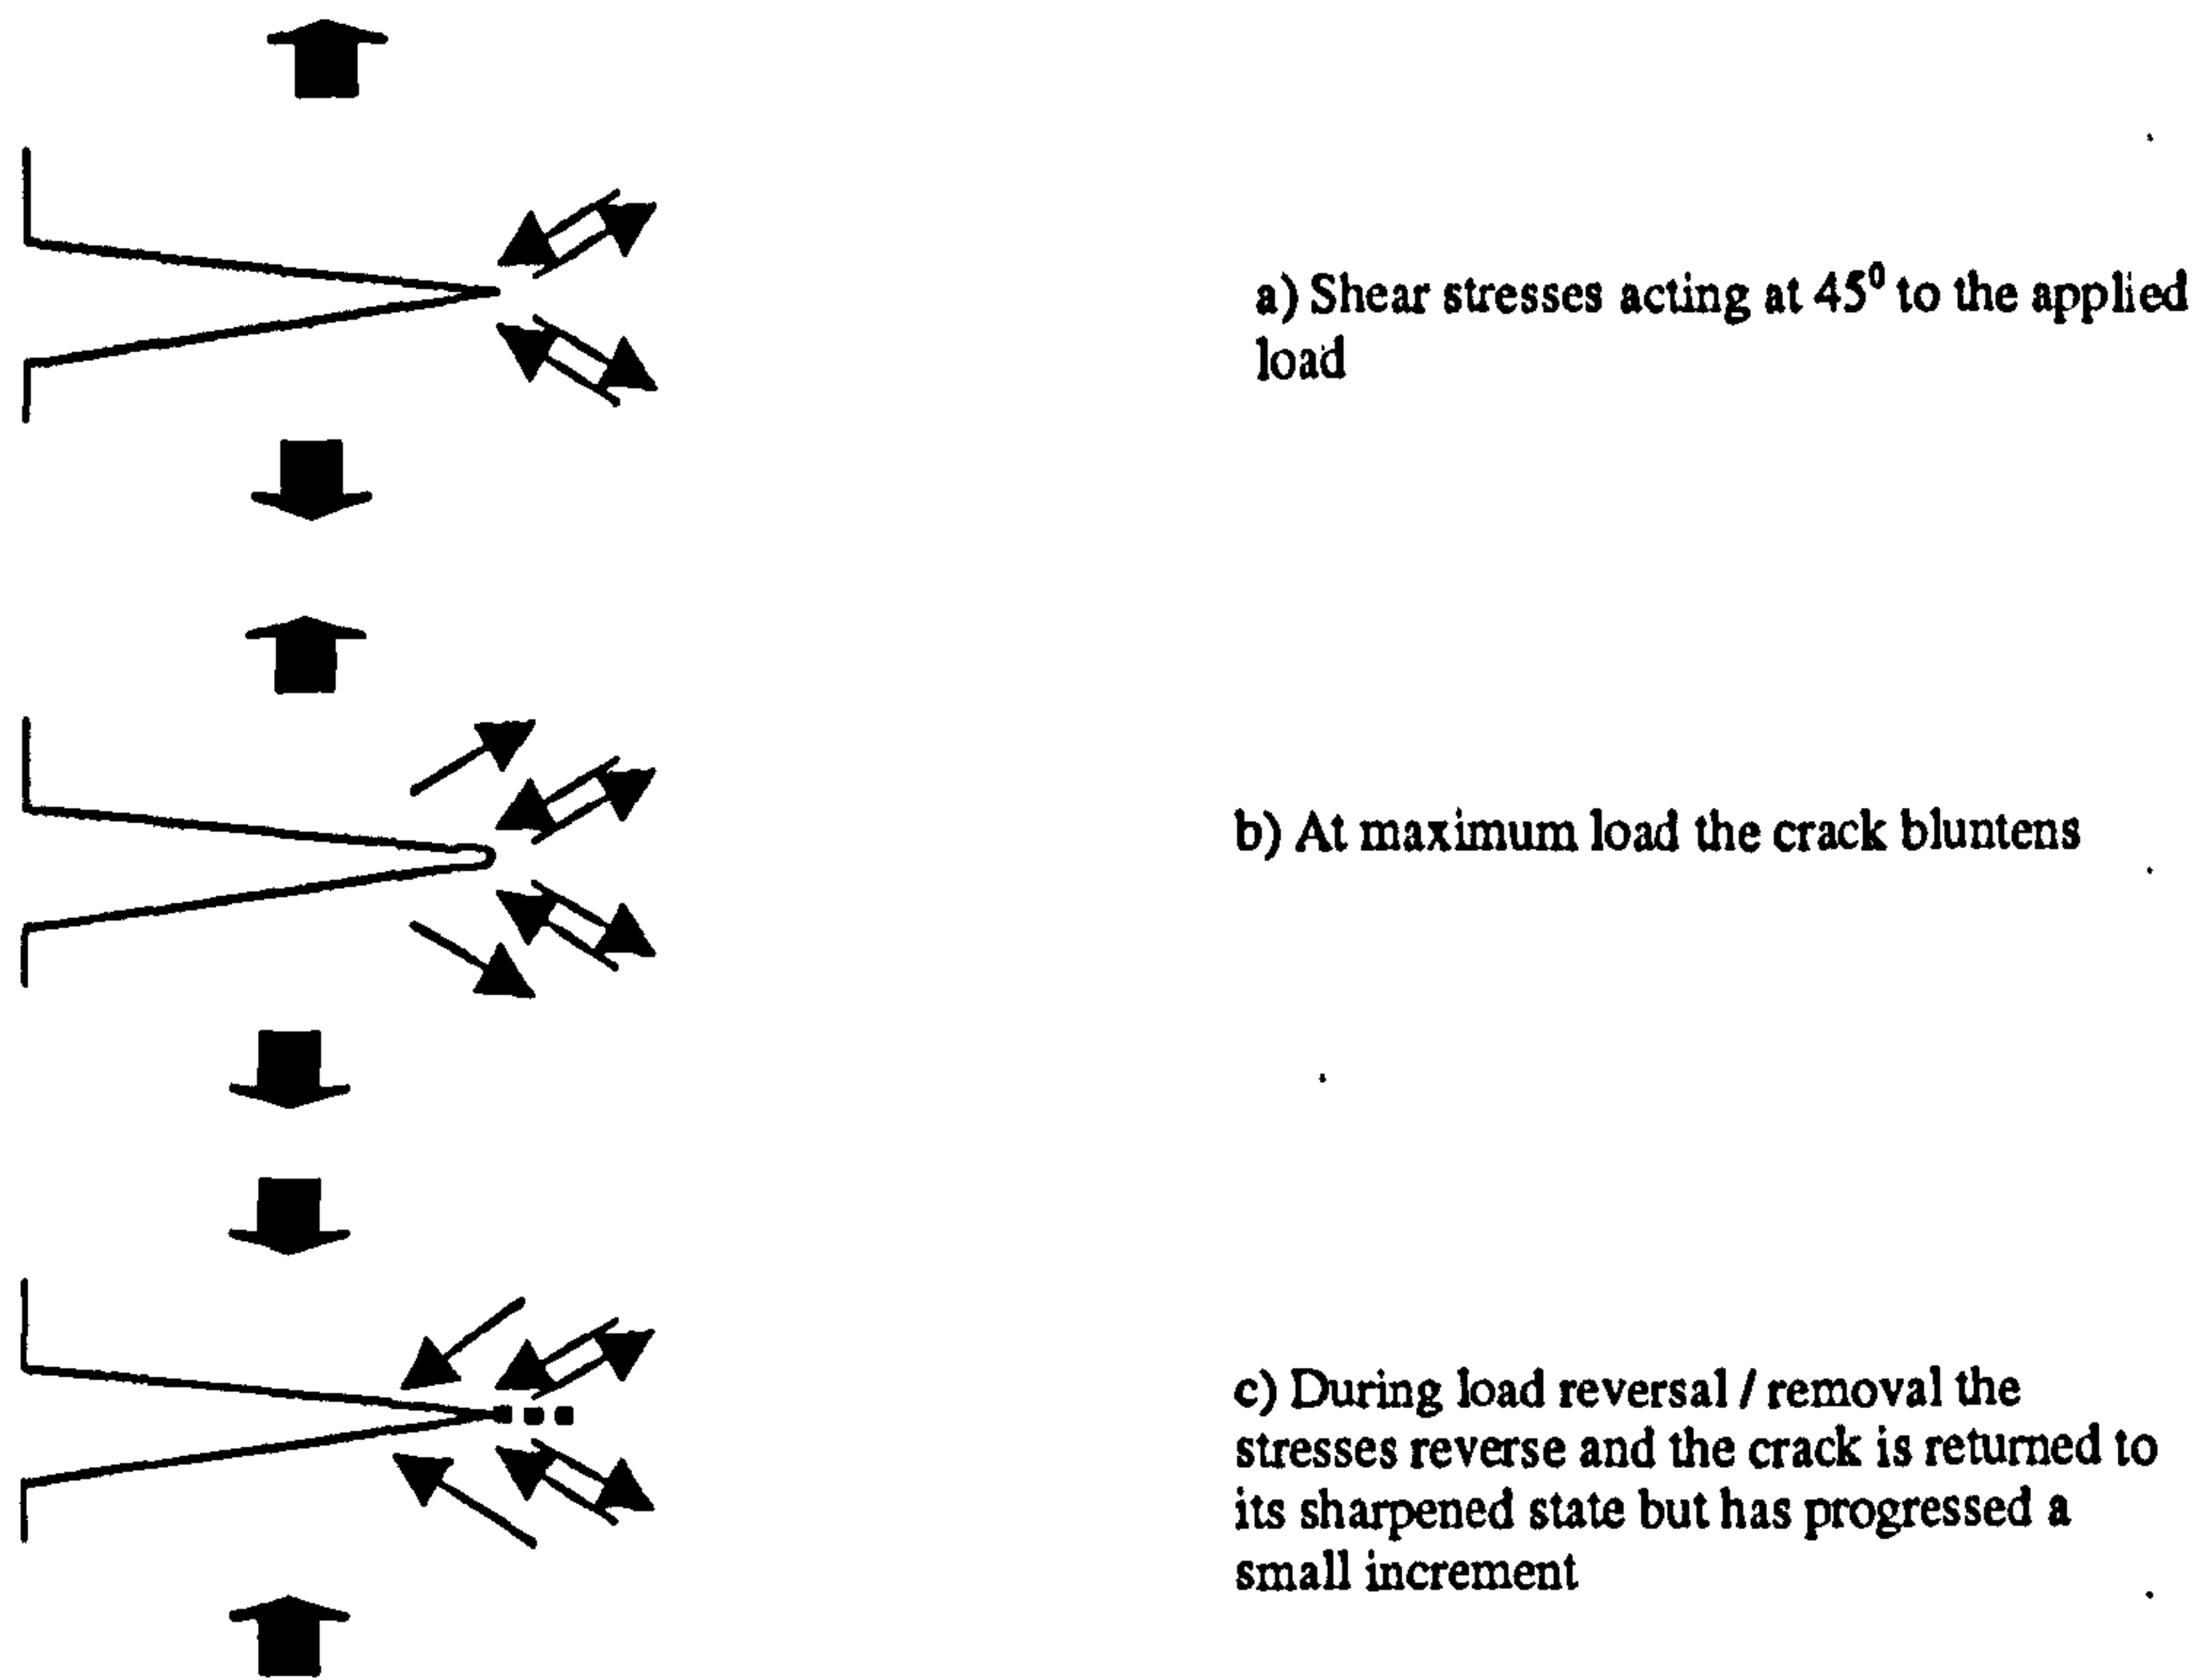 a) Shear stresses acting at 45⁰ to the applied
load
b) At maximum load the crack bluntens
c) During load reversal / removal the
stresses reverse and the crack is returned to
its sharpened state but has progressed a
small increment